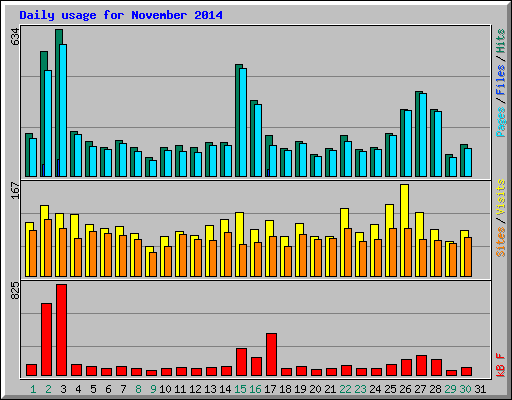 Daily usage for November 2014
634
167
825
Pages / Files / Hits
Sites / Visits
kB F
1 2 3 4 5 6 7 8 9 10 11 12 13 14 15 16 17 18 19 20 21 22 23 24 25 26 27 28 29 30 31